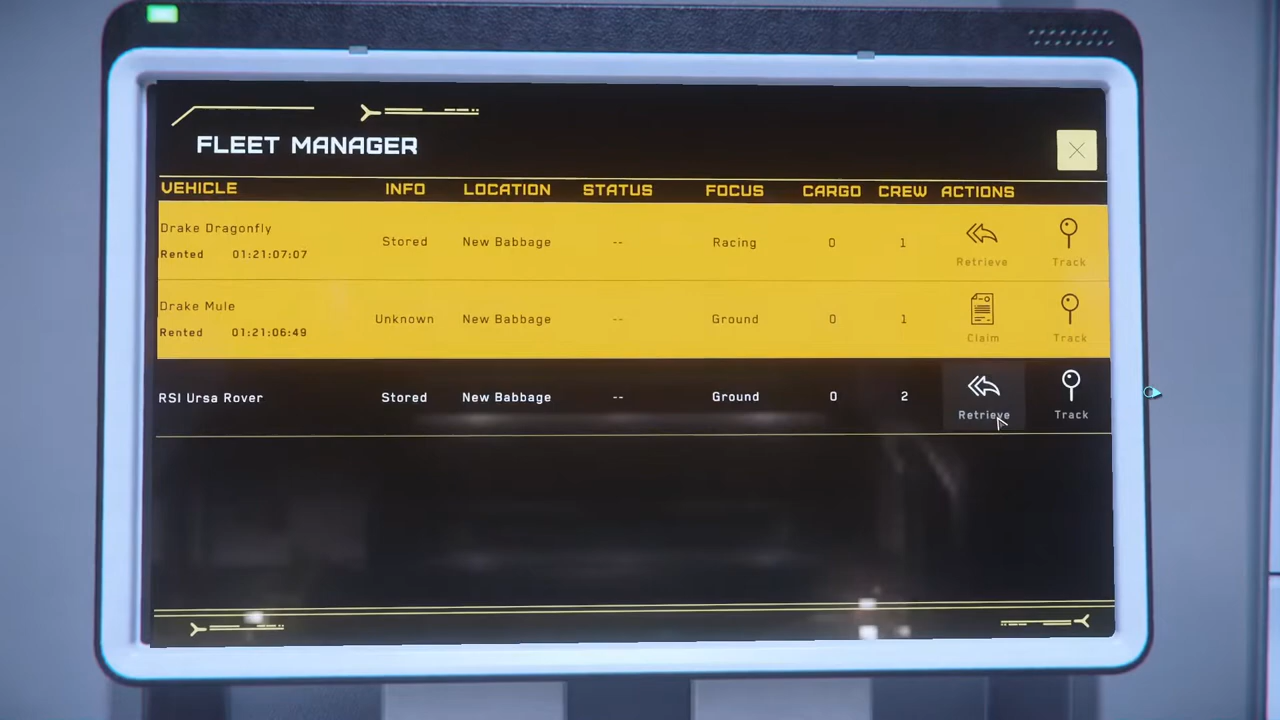 FLEET MANAGER
VEHICLE INFO LOCATION STATUS FOCUS CARGO CREW ACTIONS
Drake Dragonfly
Rented 01:21:07:07
Stored New Babbage -- Racing 0 1
Retrieve Track
Drake Mule
Rented 01:21:06:49
Unknown New Babbage -- Ground 0 1
Claim Track
RSI Ursa Rover Stored New Babbage -- Ground 0 2
Retrieve Track